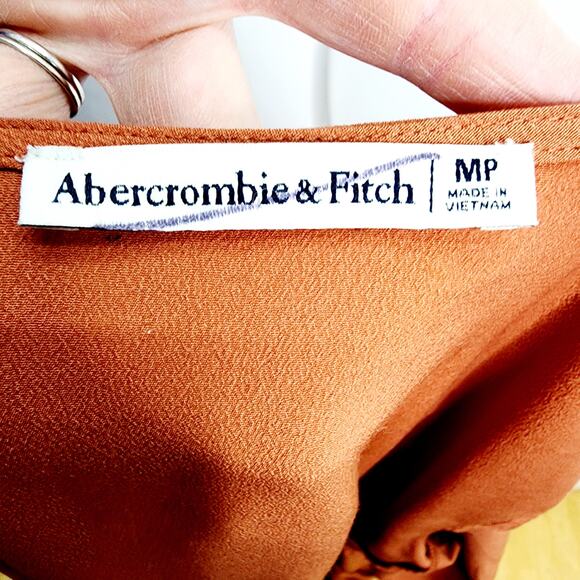 Abercrombie & Fitch
MP
MADE IN
VIETNAM